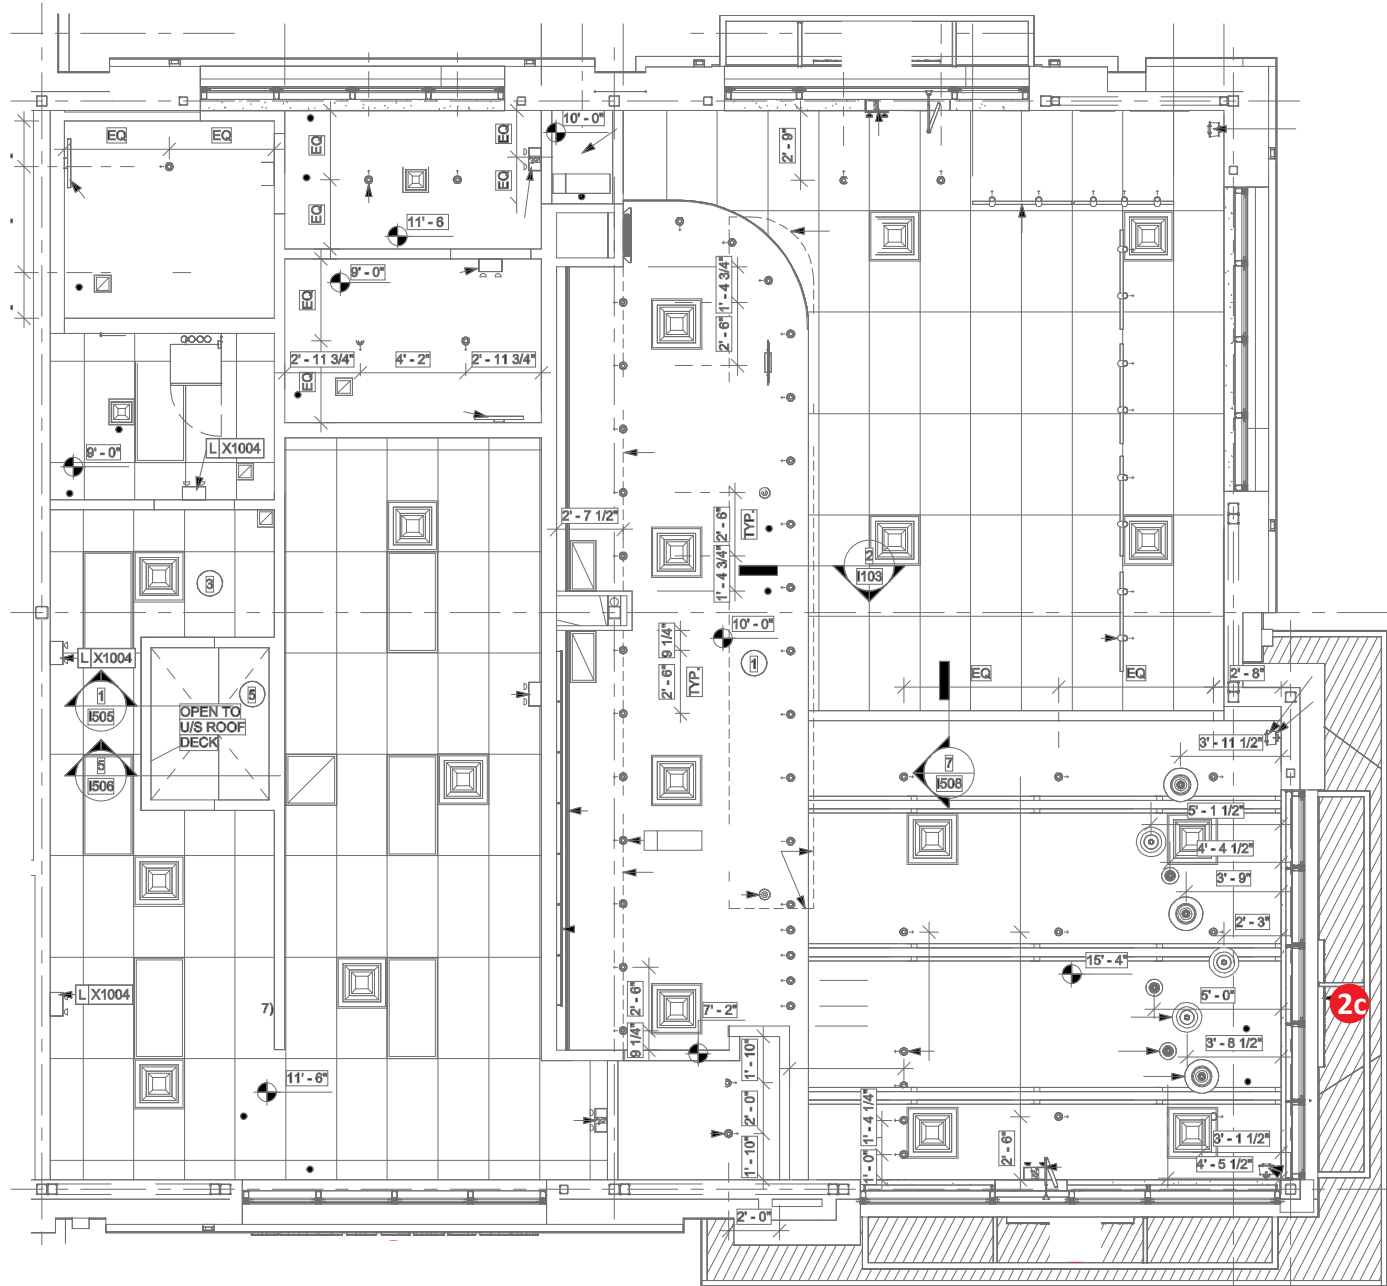 EQ
EQ
EQ
EQ
EQ
EQ
10' - 0"
2' - 9"
11' - 6
9' - 0"
EQ
EQ
2' - 11 3/4"
4' - 2"
2' - 11 3/4"
1' - 4 3/4"
2' - 6"
9' - 0"
L X1004
2' - 7 1/2"
2' - 6"
TYP.
1' - 4 3/4"
2
I103
3
10' - 0"
1
9 1/4"
2' - 6"
TYP.
L X1004
1
I505
5
OPEN TO
U/S ROOF
DECK
5
I506
EQ
EQ
2' - 8"
3' - 11 1/2"
7
I508
5' - 1 1/2"
4' - 4 1/2"
3' - 9"
2' - 3"
15' - 4"
5' - 0"
2c
3' - 8 1/2"
L X1004
7)
2' - 6"
9 1/4"
7' - 2"
11' - 6"
1' - 10"
2' - 0"
1' - 10"
1' - 4 1/4"
1' - 0"
2' - 6"
3' - 1 1/2"
4' - 5 1/2"
2' - 0"